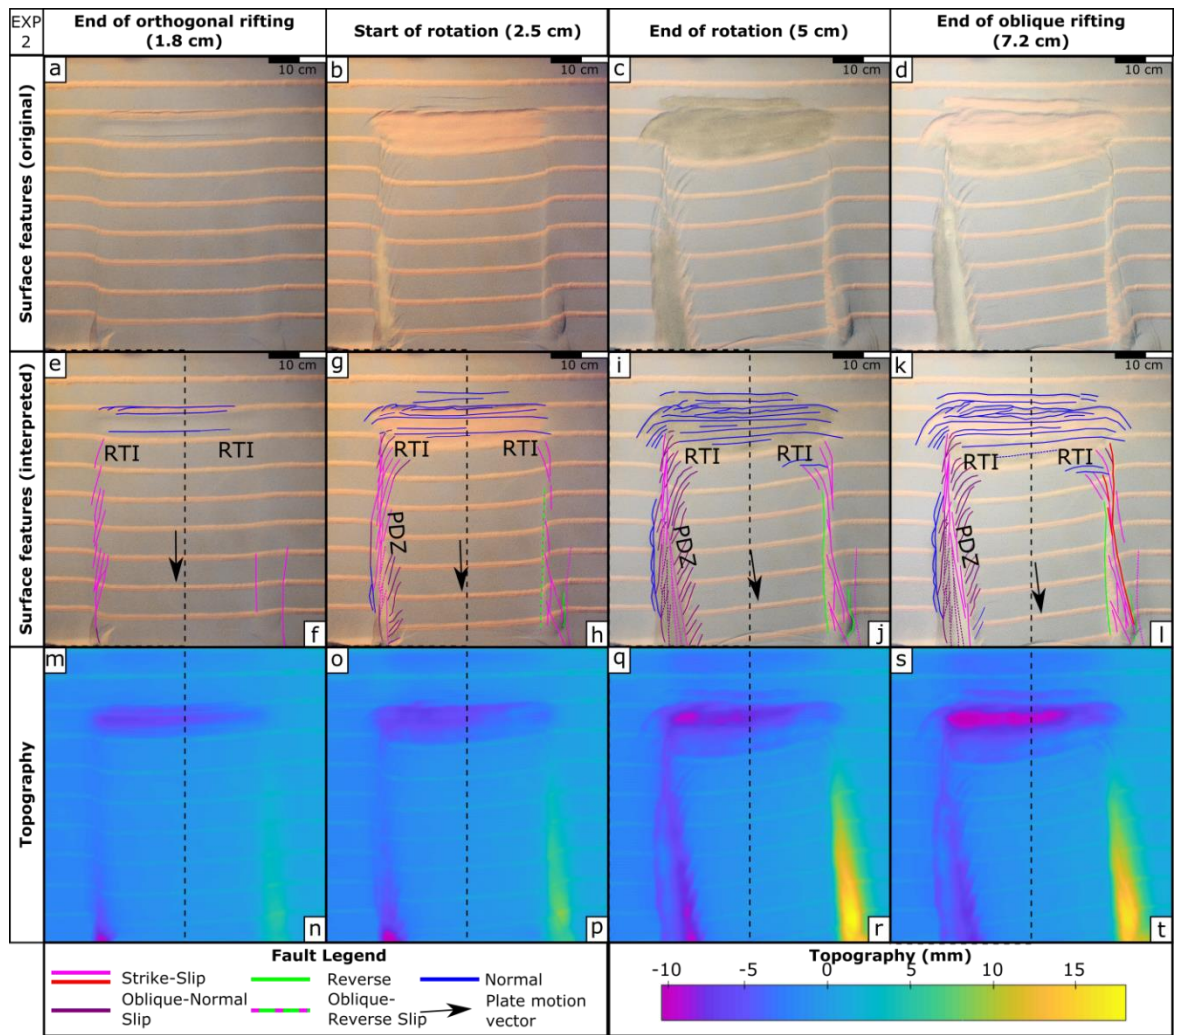 EXP
2
End of orthogonal rifting
(1.8 cm)
Start of rotation (2.5 cm)
End of rotation (5 cm)
End of oblique rifting
(7.2 cm)
Surface features (original)
a
10 cm
b
10 cm
c
10 cm
d
10 cm
Surface features (interpreted)
e
10 cm
g
10 cm
i
10 cm
k
10 cm
RTI
RTI
RTI
RTI
RTI
RTI
RTI
RTI
PDZ
PDZ
PDZ
f
h
j
l
Topography
m
o
q
s
n
p
r
t
Fault Legend
Strike-Slip
Oblique-Normal
Slip
Reverse
Oblique-
Reverse Slip
Normal
Plate motion
vector
Topography (mm)
-10
-5
0
5
10
15